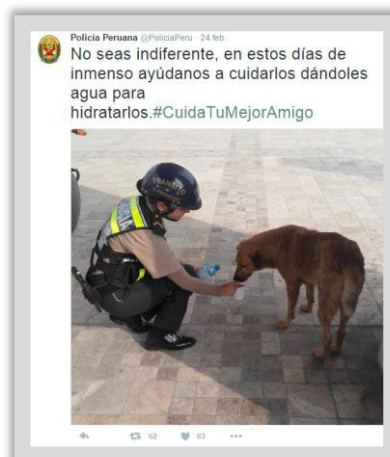 Policía Peruana @PoliciaPeru · 24 feb.
No seas indiferente, en estos días de
inmenso ayúdanos a cuidarlos dándoles
agua para
hidratarlos.#CuidaTuMejorAmigo
TRANSITO
62 63